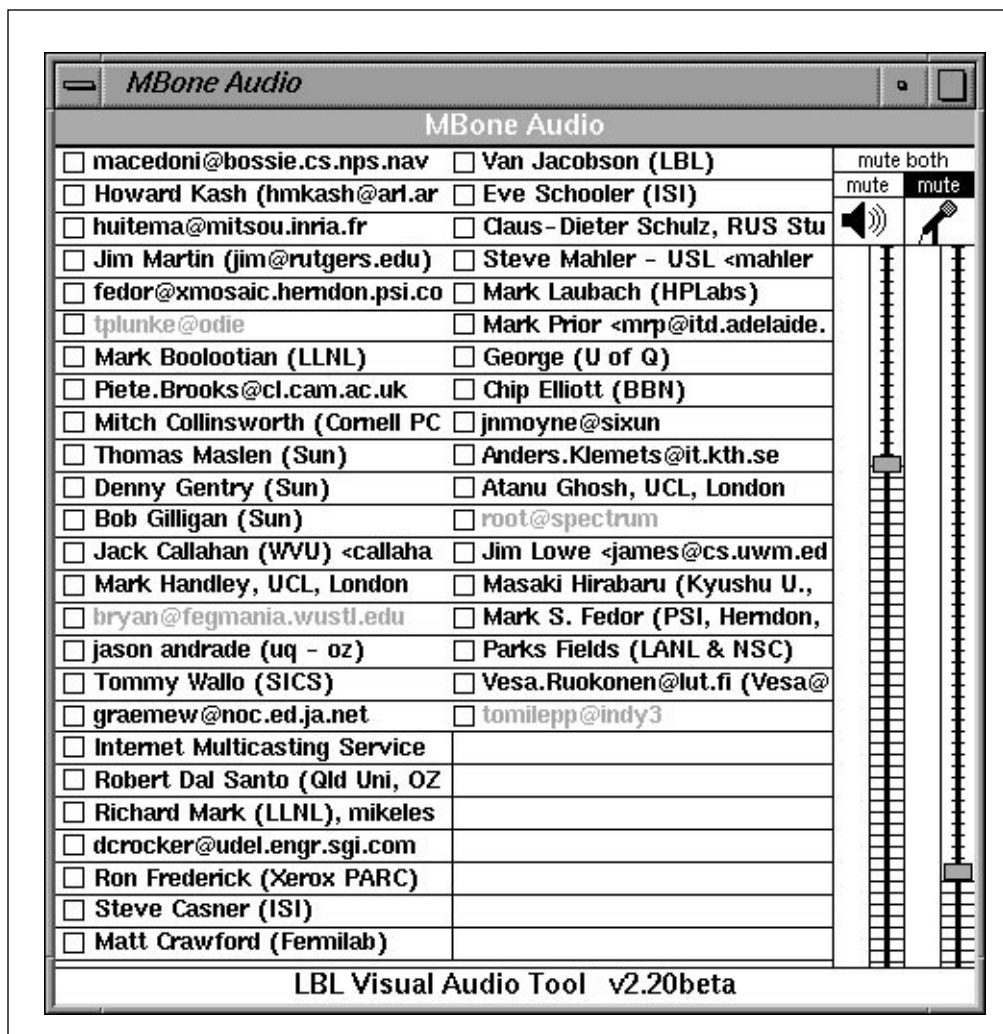 MBone Audio
MBone Audio
macedoni@bossie.cs.nps.nav
Howard Kash (hmkash@arl.ar
huitema@mitsou.inria.fr
Jim Martin (jim@rutgers.edu)
fedor@xmosaic.herndon.psi.co
tplunke@odie
Mark Boolootian (LLNL)
Piete.Brooks@cl.cam.ac.uk
Mitch Collinsworth (Cornell PC
Thomas Maslen (Sun)
Denny Gentry (Sun)
Bob Gilligan (Sun)
Jack Callahan (WVU) <callaha
Mark Handley, UCL, London
bryan@fegmania.wustl.edu
jason andrade (uq - oz)
Tommy Wallo (SICS)
graemew@noc.ed.ja.net
Internet Multicasting Service
Robert Dal Santo (Qld Uni, OZ
Richard Mark (LLNL), mikeles
dcrocker@udel.engr.sgi.com
Ron Frederick (Xerox PARC)
Steve Casner (ISI)
Matt Crawford (Fermilab)
Van Jacobson (LBL)
Eve Schooler (ISI)
Claus-Dieter Schulz, RUS Stu
Steve Mahler - USL <mahler
Mark Laubach (HPLabs)
Mark Prior <mrp@itd.adelaide.
George (U of Q)
Chip Elliott (BBN)
jnmoyne@sixun
Anders.Klemets@it.kth.se
Atanu Ghosh, UCL, London
root@spectrum
Jim Lowe <james@cs.uwm.ed
Masaki Hirabaru (Kyushu U.,
Mark S. Fedor (PSI, Herndon,
Parks Fields (LANL & NSC)
Vesa.Ruokonen@lut.fi (Vesa@
tomilepp@indy3
mute both
mute mute
LBL Visual Audio Tool v2.20beta